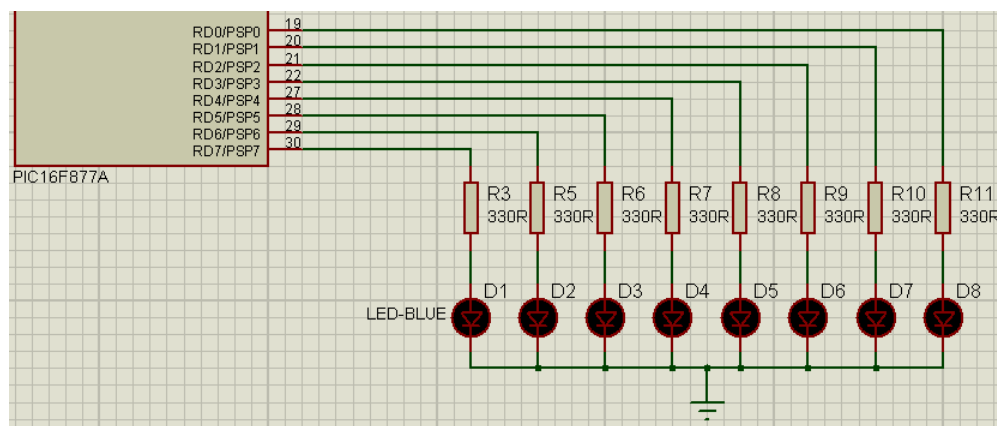 RD0/PSP0 19
RD1/PSP1 20
RD2/PSP2 21
RD3/PSP3 22
RD4/PSP4 27
RD5/PSP5 28
RD6/PSP6 29
RD7/PSP7 30
PIC16F877A
R3 R5 R6 R7 R8 R9 R10 R11
330R 330R 330R 330R 330R 330R 330R 330R
D1 D2 D3 D4 D5 D6 D7 D8
LED-BLUE